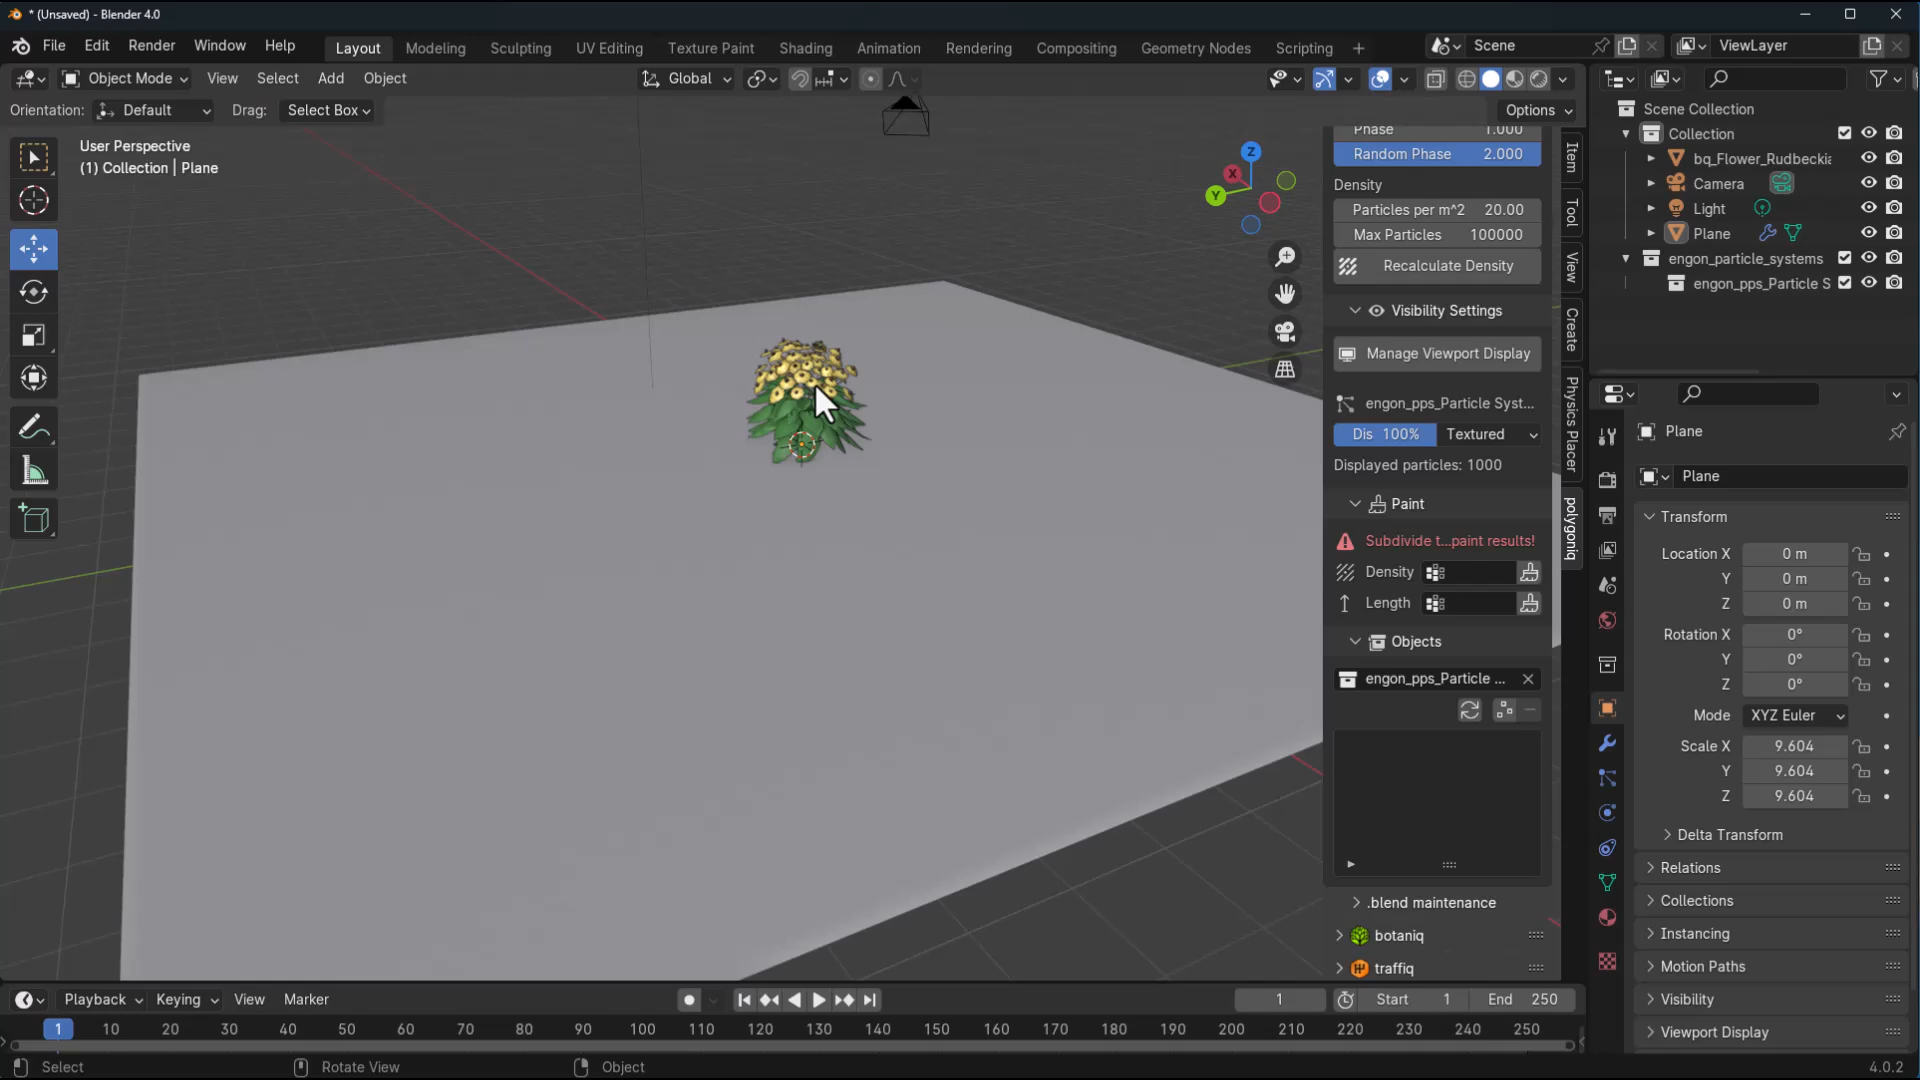 * (Unsaved) - Blender 4.0
File Edit Render Window Help Layout Modeling Sculpting UV Editing Texture Paint Shading Animation Rendering Compositing Geometry Nodes Scripting + Scene ViewLayer
Object Mode View Select Add Object Global
Orientation: Default Drag: Select Box Options
User Perspective
(1) Collection | Plane
Z
X
Y
Phase 1.000
Random Phase 2.000
Density
Particles per m^2 20.00
Max Particles 100000
Recalculate Density
Visibility Settings
Manage Viewport Display
engon_pps_Particle Syst...
Dis 100% Textured
Displayed particles: 1000
Paint
Subdivide t...paint results!
Density
Length
Objects
engon_pps_Particle ...
.blend maintenance
botaniq
traffiq
Item
Tool
View
Create
Physics Placer
polygoniq
Scene Collection
Collection
bq_Flower_Rudbeckia
Camera
Light
Plane
engon_particle_systems
engon_pps_Particle S
Plane
Plane
Transform
Location X 0 m
Y 0 m
Z 0 m
Rotation X 0°
Y 0°
Z 0°
Mode XYZ Euler
Scale X 9.604
Y 9.604
Z 9.604
Delta Transform
Relations
Collections
Instancing
Motion Paths
Visibility
Viewport Display
Playback Keying View Marker 1 Start 1 End 250
1 10 20 30 40 50 60 70 80 90 100 110 120 130 140 150 160 170 180 190 200 210 220 230 240 250
Select Rotate View Object 4.0.2